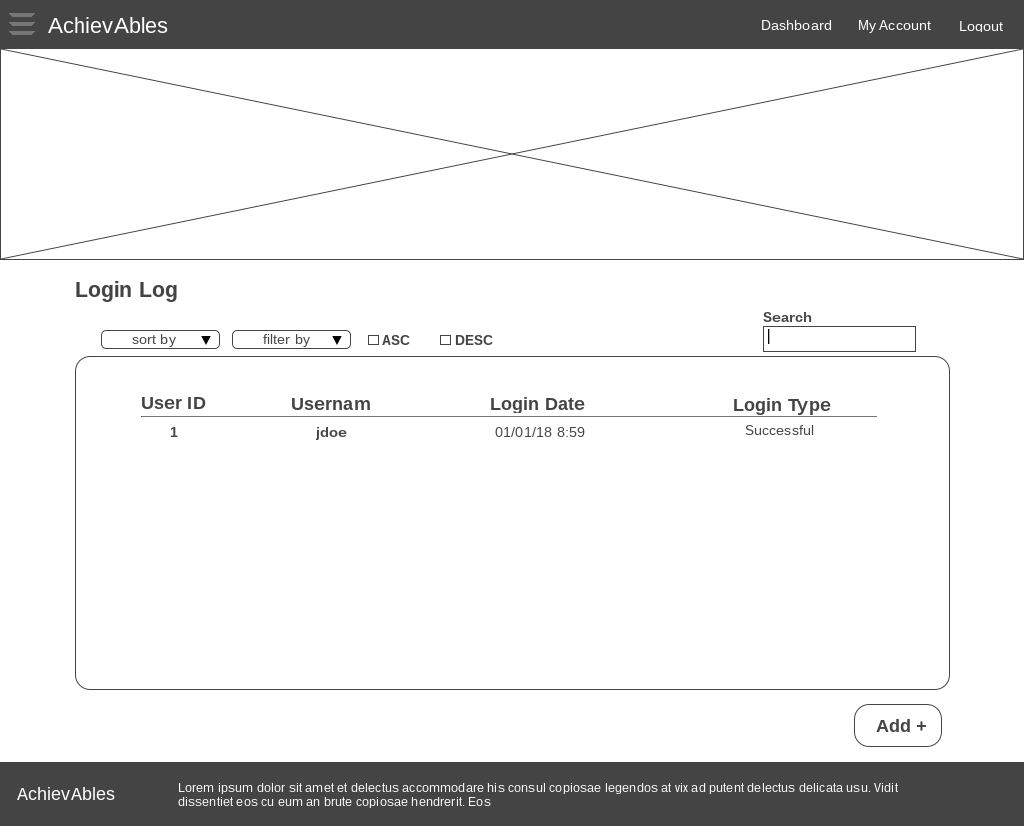 AchievAbles
Dashboard
My Account
Logout
Login Log
Search
sort by
filter by
ASC
DESC
User ID
Usernam
Login Date
Login Type
1
jdoe
01/01/18 8:59
Successful
Add +
AchievAbles
Lorem ipsum dolor sit amet et delectus accommodare his consul copiosae legendos at vix ad putent delectus delicata usu. Vidit
dissentiet eos cu eum an brute copiosae hendrerit. Eos